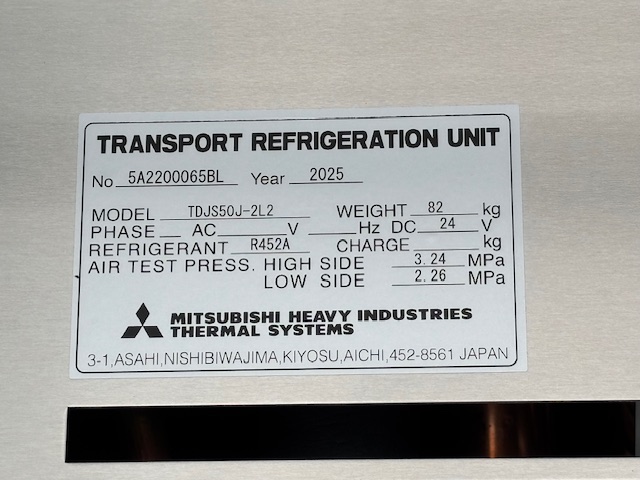 TRANSPORT REFRIGERATION UNIT
No 5A2200065BL Year 2025
MODEL TDJS50J-2L2 WEIGHT 82 kg
PHASE AC V Hz DC 24 V
REFRIGERANT R452A CHARGE kg
AIR TEST PRESS. HIGH SIDE 3.24 MPa
LOW SIDE 2.26 MPa
MITSUBISHI HEAVY INDUSTRIES
THERMAL SYSTEMS
3-1,ASAHI,NISHIBIWAJIMA,KIYOSU,AICHI,452-8561 JAPAN